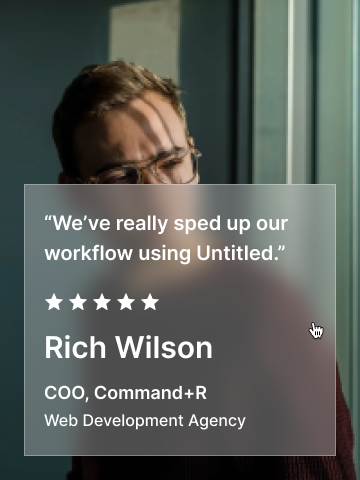 “We’ve really sped up our
workflow using Untitled.”
Rich Wilson
COO, Command+R
Web Development Agency